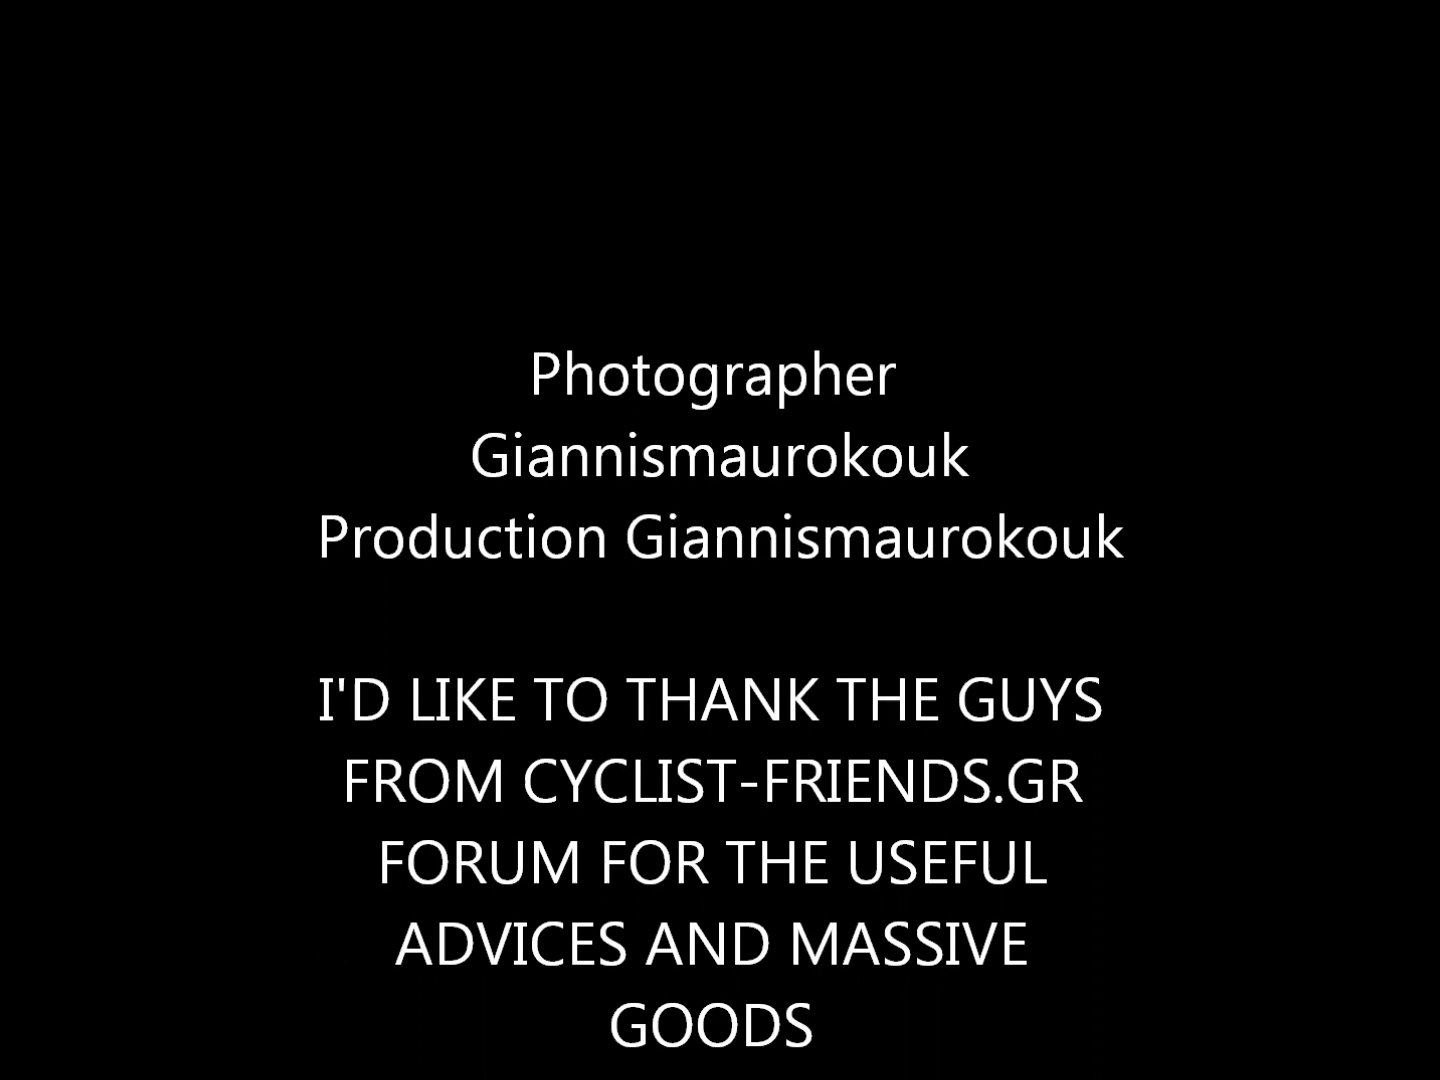 Photographer
Giannismaurokouk
Production Giannismaurokouk
I'D LIKE TO THANK THE GUYS
FROM CYCLIST-FRIENDS.GR
FORUM FOR THE USEFUL
ADVICES AND MASSIVE
GOODS